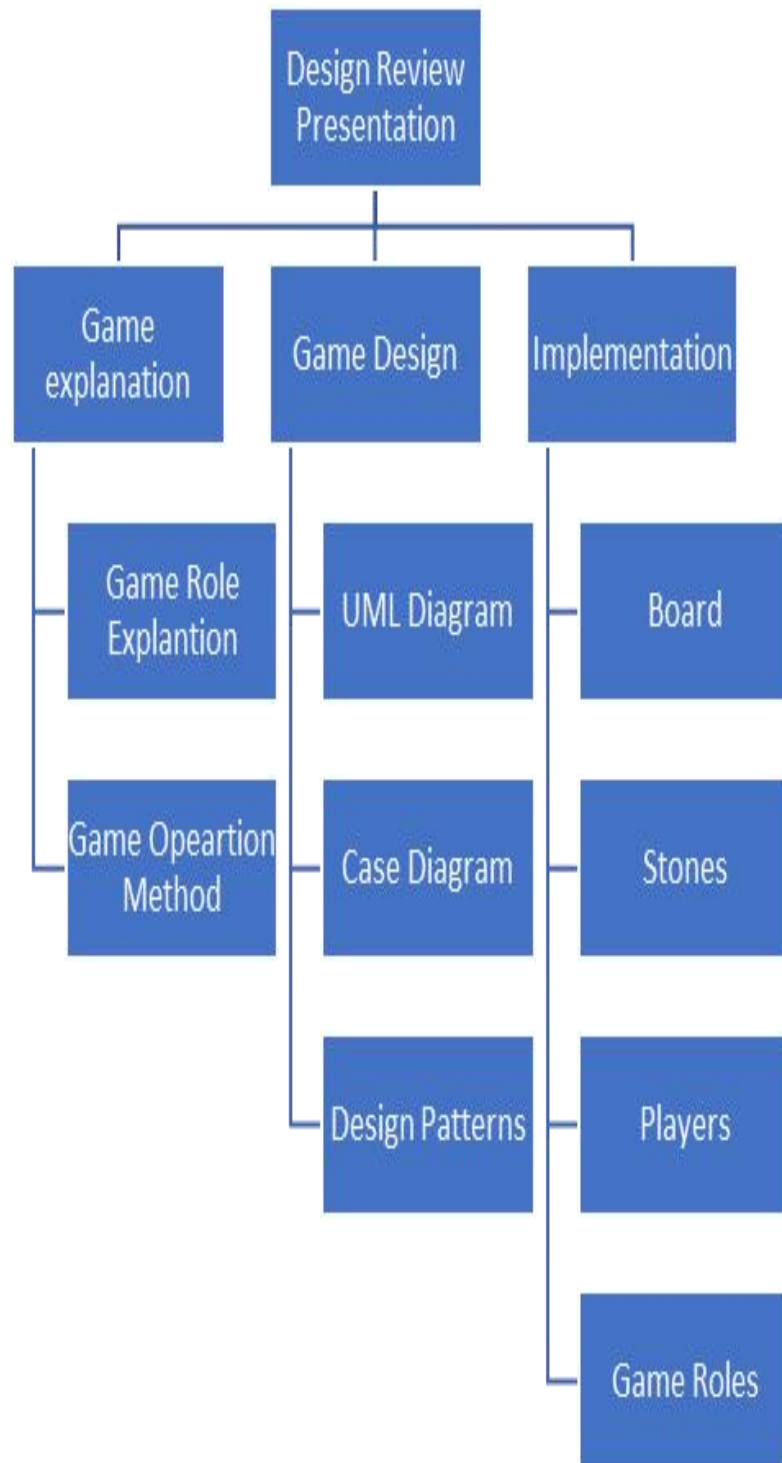 Design Review
Presentation
Game
explanation
Game Design
Implementation
Game Role
Explantion
UML Diagram
Board
Game Opeartion
Method
Case Diagram
Stones
Design Patterns
Players
Game Roles